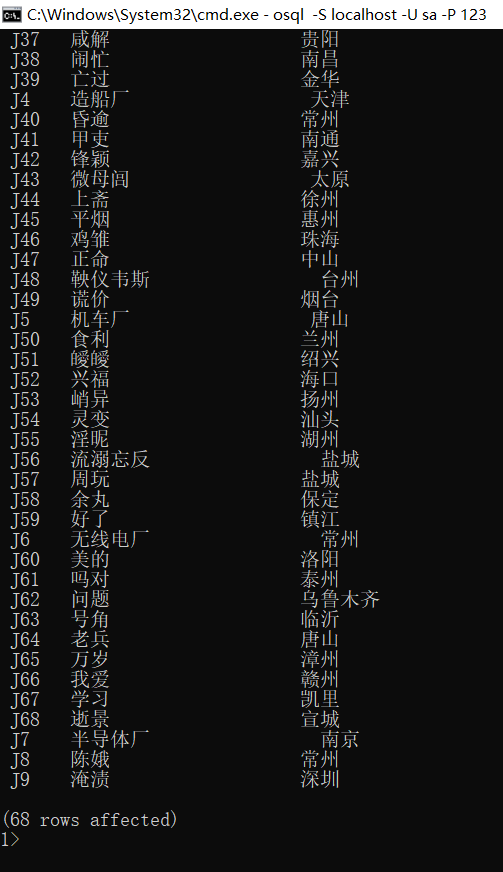 C:\Windows\System32\cmd.exe - osql -S localhost -U sa -P 123
J37 咸解 贵阳
J38 闹忙 南昌
J39 亡过 金华
J4 造船厂 天津
J40 昏逾 常州
J41 甲吏 南通
J42 锋颖 嘉兴
J43 微母闾 太原
J44 上斋 徐州
J45 平烟 惠州
J46 鸡雏 珠海
J47 正命 中山
J48 鞅仪韦斯 台州
J49 谎价 烟台
J5 机车厂 唐山
J50 食利 兰州
J51 皧皧 绍兴
J52 兴福 海口
J53 峭异 扬州
J54 灵变 汕头
J55 淫昵 湖州
J56 流溺忘反 盐城
J57 周玩 盐城
J58 余丸 保定
J59 好了 镇江
J6 无线电厂 常州
J60 美的 洛阳
J61 吗对 泰州
J62 问题 乌鲁木齐
J63 号角 临沂
J64 老兵 唐山
J65 万岁 漳州
J66 我爱 赣州
J67 学习 凯里
J68 逝景 宣城
J7 半导体厂 南京
J8 陈娥 常州
J9 淹渍 深圳
(68 rows affected)
1>